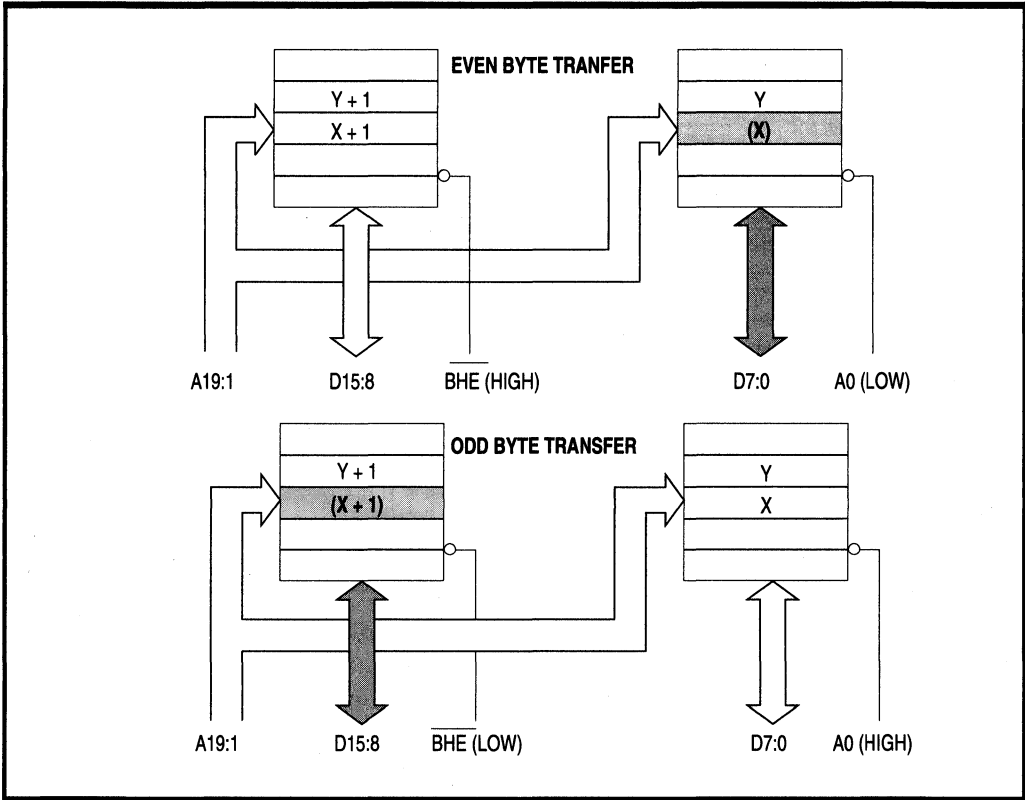 EVEN BYTE TRANFER
Y + 1
Y
X + 1
(X)
A19:1
D15:8
BHE (HIGH)
D7:0
A0 (LOW)
ODD BYTE TRANSFER
Y + 1
Y
(X + 1)
X
A19:1
D15:8
BHE (LOW)
D7:0
A0 (HIGH)